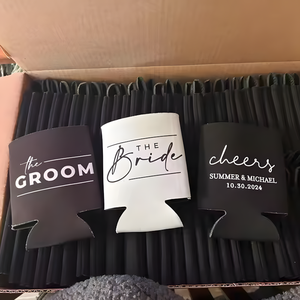 the
GROOM
THE
Bride
cheers
SUMMER & MICHAEL
10.30.2024